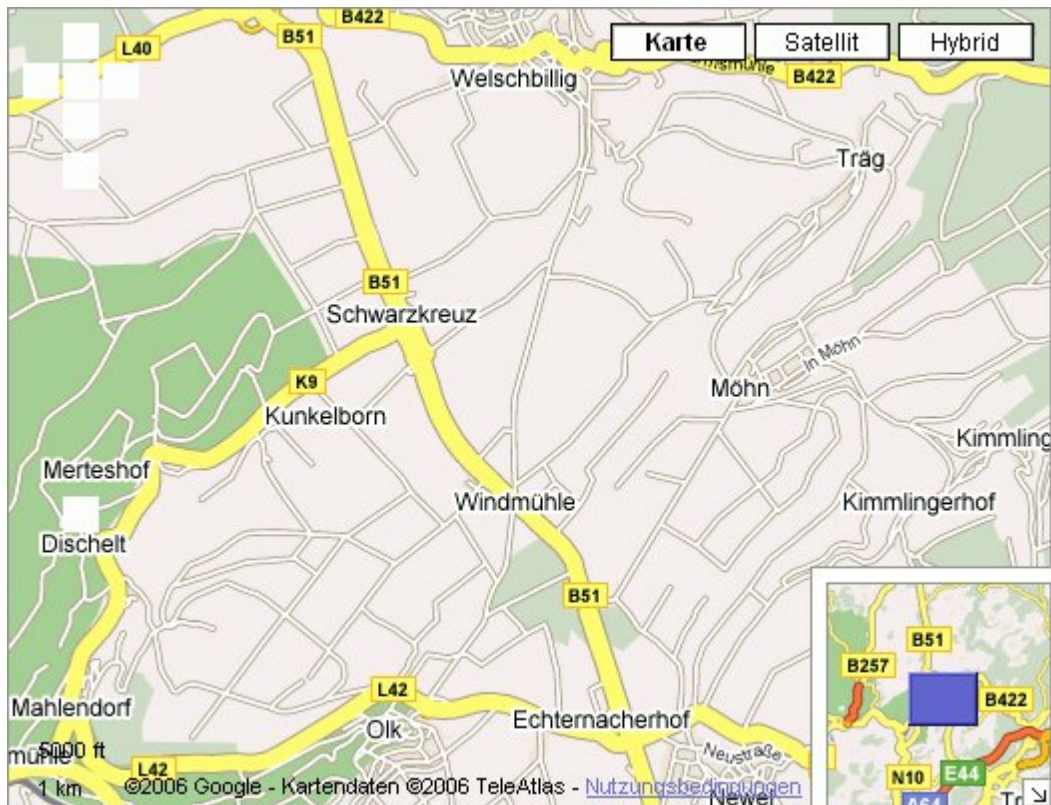 B422
L40
B51
Karte
Satellit
Hybrid
Welschbillig
B422
Träg
B51
Schwarzkreuz
In Möhn
K9
Möhn
Kunkelborn
Kimmling
Merteshof
Windmühle
Kimmlingerhof
Dischelt
B51
B51
B257
L42
B422
Mahlendorf
Echternacherhof
Olk
Neustraße
mühle
5000 ft
L42
N10
E44
1 km
©2006 Google - Kartendaten ©2006 TeleAtlas - Nutzungsbedingungen
Newel